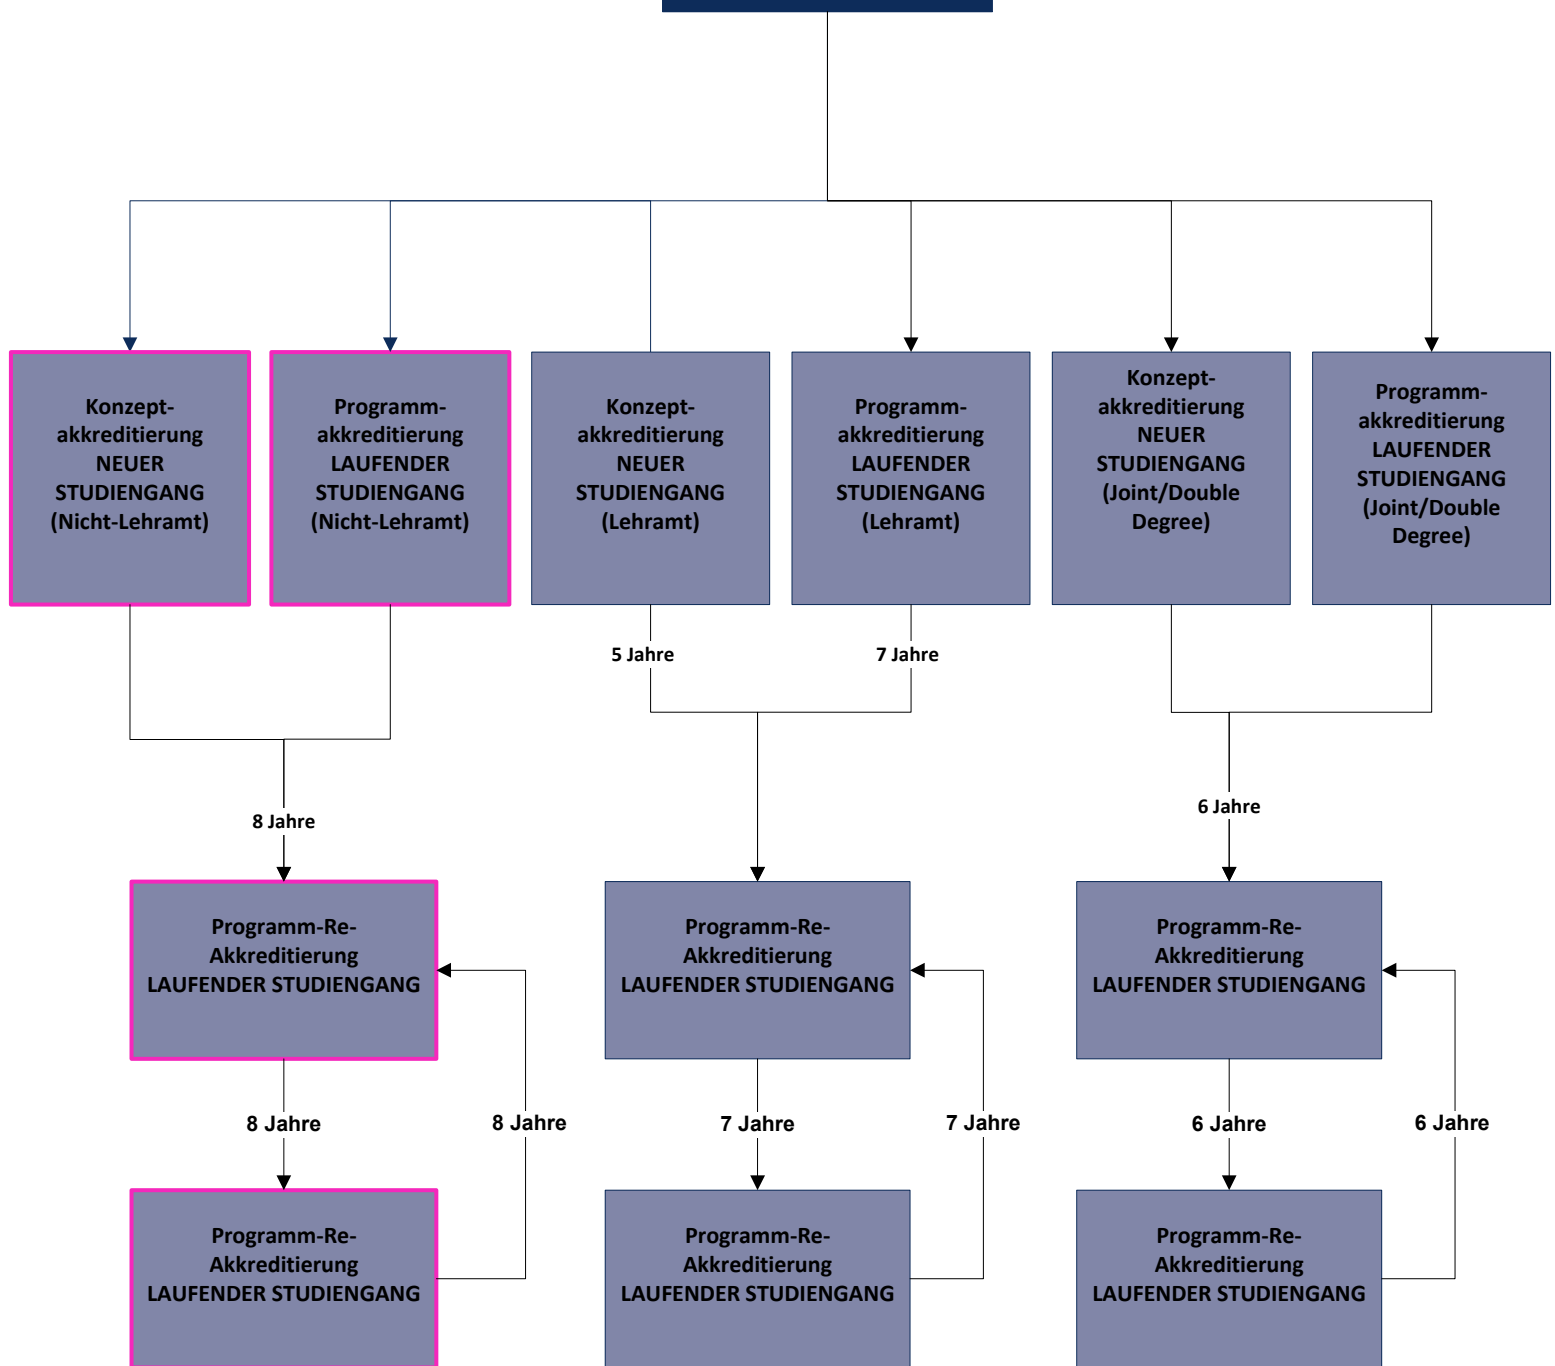 Konzept-
akkreditierung
NEUER
STUDIENGANG
(Nicht-Lehramt)
Programm-
akkreditierung
LAUFENDER
STUDIENGANG
(Nicht-Lehramt)
Konzept-
akkreditierung
NEUER
STUDIENGANG
(Lehramt)
Programm-
akkreditierung
LAUFENDER
STUDIENGANG
(Lehramt)
Konzept-
akkreditierung
NEUER
STUDIENGANG
(Joint/Double
Degree)
Programm-
akkreditierung
LAUFENDER
STUDIENGANG
(Joint/Double
Degree)
5 Jahre
7 Jahre
8 Jahre
6 Jahre
Programm-Re-
Akkreditierung
LAUFENDER STUDIENGANG
Programm-Re-
Akkreditierung
LAUFENDER STUDIENGANG
Programm-Re-
Akkreditierung
LAUFENDER STUDIENGANG
8 Jahre
8 Jahre
7 Jahre
7 Jahre
6 Jahre
6 Jahre
Programm-Re-
Akkreditierung
LAUFENDER STUDIENGANG
Programm-Re-
Akkreditierung
LAUFENDER STUDIENGANG
Programm-Re-
Akkreditierung
LAUFENDER STUDIENGANG